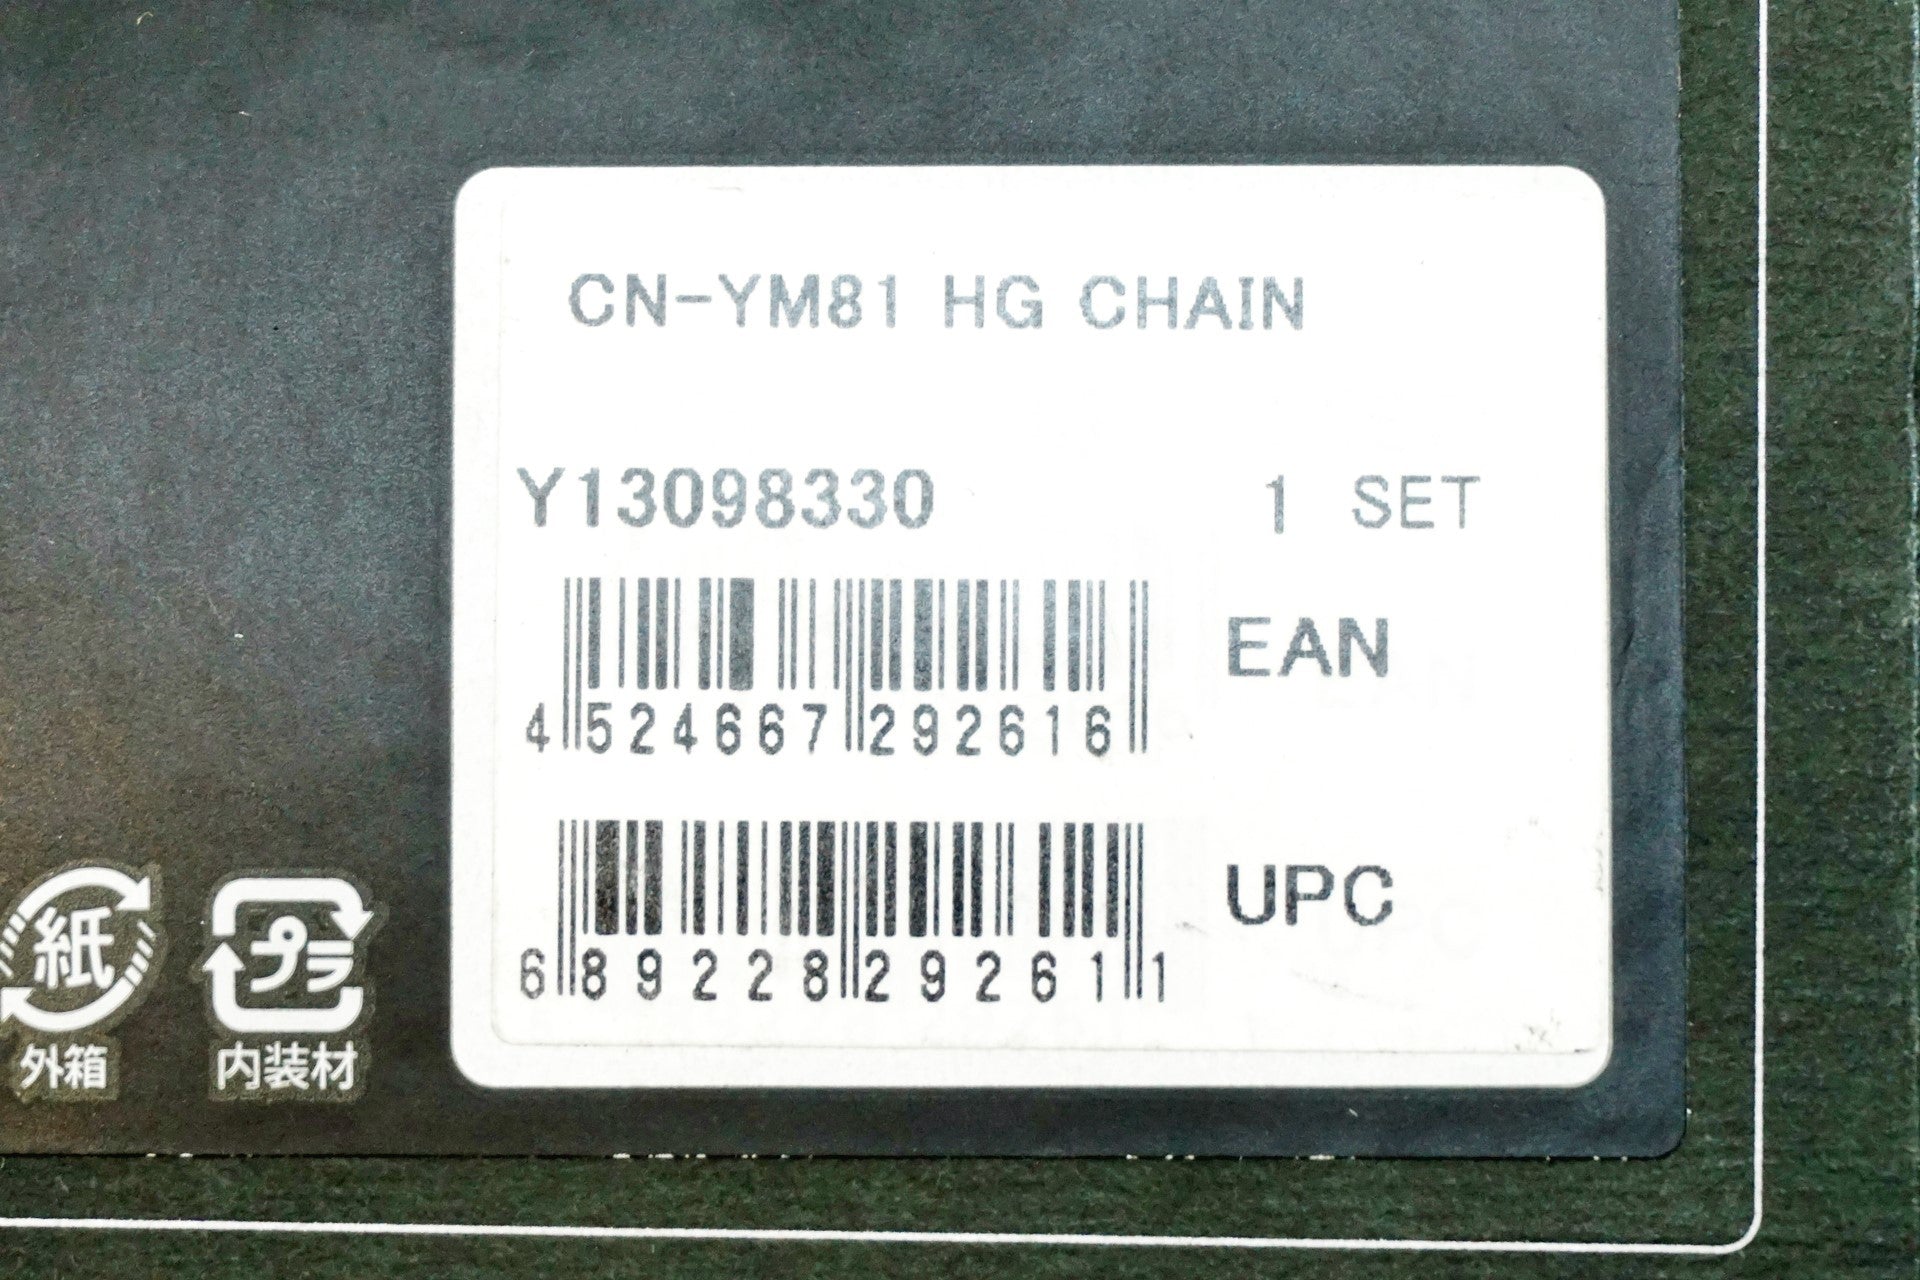 CN-YM81 HG CHAIN
Y13098330 1 SET
EAN
4 524667 292616
UPC
6 89228 29261 1
紙 プラ
外箱 内装材